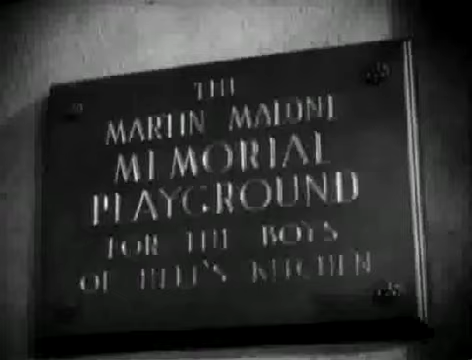 THE
MARTIN MALONE
MEMORIAL
PLAYGROUND
FOR THE BOYS
OF HELL'S KITCHEN